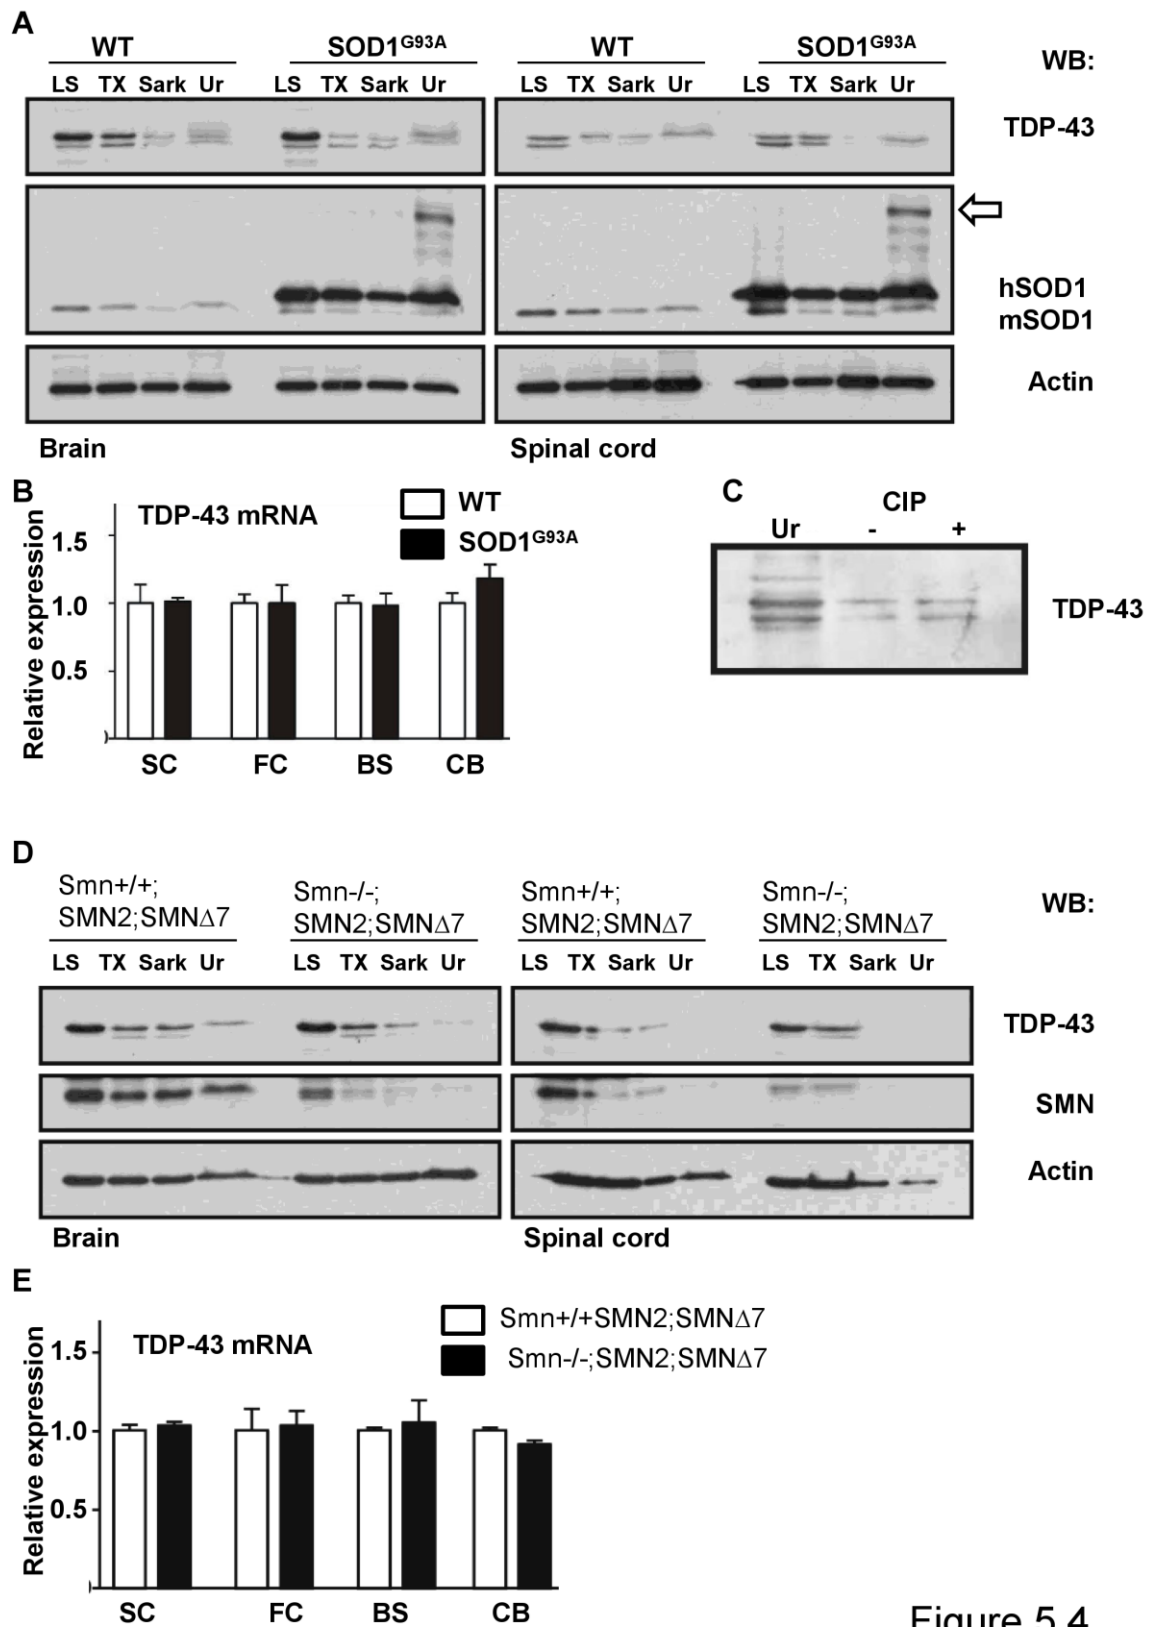 A
WT SOD1G93A WT SOD1G93A WB:
LS TX Sark Ur LS TX Sark Ur LS TX Sark Ur LS TX Sark Ur
TDP-43
hSOD1
mSOD1
Actin
Brain Spinal cord
B
TDP-43 mRNA
WT
SOD1G93A
Relative expression
1.5
1.0
0.5
SC FC BS CB
C
CIP
Ur - +
TDP-43
D
Smn+/+; Smn-/-; Smn+/+; Smn-/-;
SMN2;SMNΔ7 SMN2;SMNΔ7 SMN2;SMNΔ7 SMN2;SMNΔ7
WB:
LS TX Sark Ur LS TX Sark Ur LS TX Sark Ur LS TX Sark Ur
TDP-43
SMN
Actin
Brain Spinal cord
E
TDP-43 mRNA
Smn+/+SMN2;SMNΔ7
Smn-/-;SMN2;SMNΔ7
Relative expression
1.5
1.0
0.5
SC FC BS CB
Figure 5.4